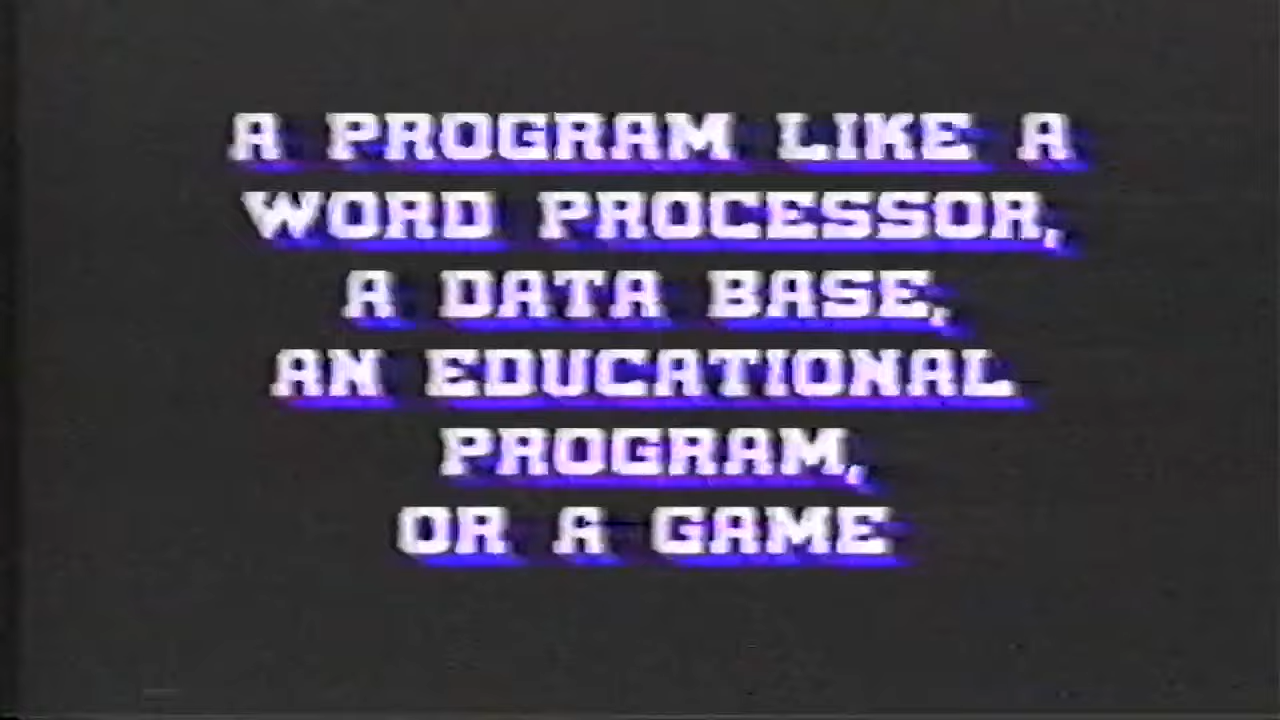 A PROGRAM LIKE A
WORD PROCESSOR,
A DATA BASE,
AN EDUCATIONAL
PROGRAM,
OR A GAME